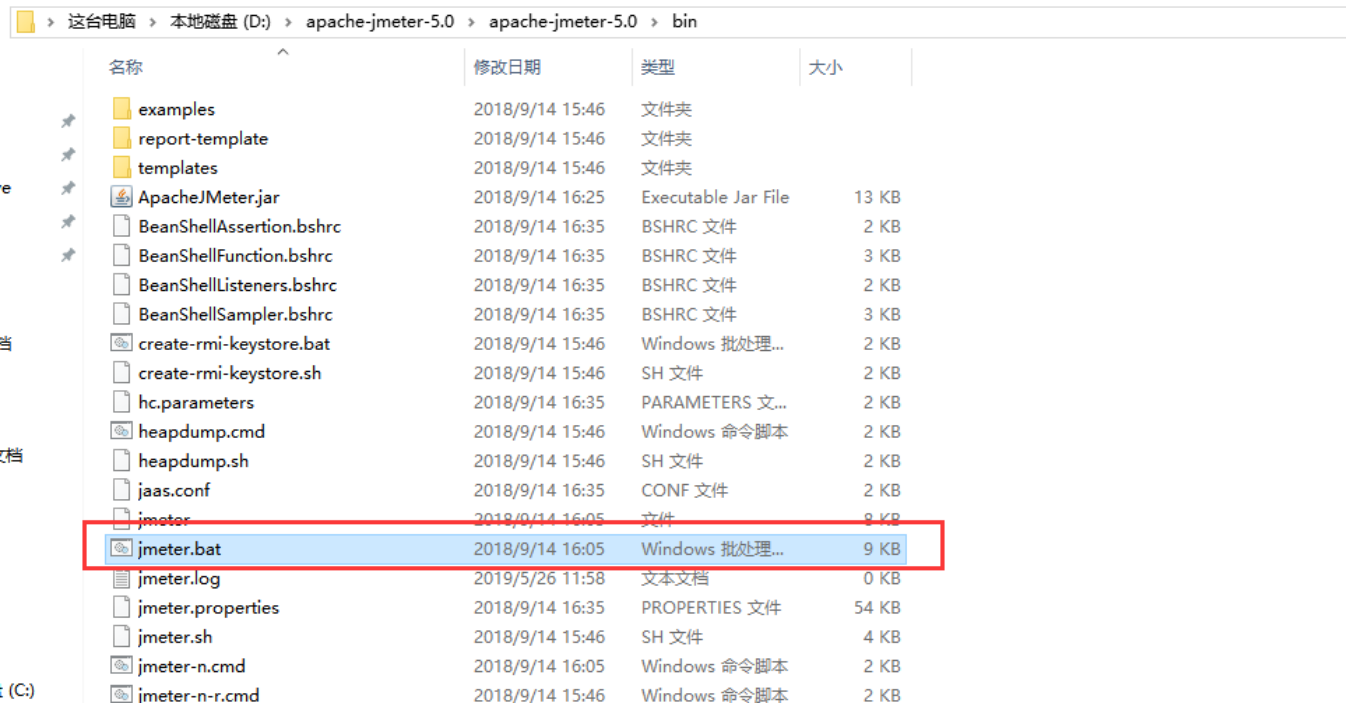 这台电脑 > 本地磁盘 (D:) > apache-jmeter-5.0 > apache-jmeter-5.0 > bin
名称 修改日期 类型 大小
examples 2018/9/14 15:46 文件夹
report-template 2018/9/14 15:46 文件夹
templates 2018/9/14 15:46 文件夹
ApacheJMeter.jar 2018/9/14 16:25 Executable Jar File 13 KB
BeanShellAssertion.bshrc 2018/9/14 16:35 BSHRC 文件 2 KB
BeanShellFunction.bshrc 2018/9/14 16:35 BSHRC 文件 3 KB
BeanShellListeners.bshrc 2018/9/14 16:35 BSHRC 文件 2 KB
BeanShellSampler.bshrc 2018/9/14 16:35 BSHRC 文件 3 KB
档 create-rmi-keystore.bat 2018/9/14 15:46 Windows 批处理... 2 KB
create-rmi-keystore.sh 2018/9/14 15:46 SH 文件 2 KB
hc.parameters 2018/9/14 16:35 PARAMETERS 文... 2 KB
heapdump.cmd 2018/9/14 15:46 Windows 命令脚本 2 KB
文档 heapdump.sh 2018/9/14 15:46 SH 文件 2 KB
jaas.conf 2018/9/14 16:35 CONF 文件 2 KB
jmeter 2018/9/14 16:05 文件 8 KB
jmeter.bat 2018/9/14 16:05 Windows 批处理... 9 KB
jmeter.log 2019/5/26 11:58 文本文档 0 KB
jmeter.properties 2018/9/14 16:35 PROPERTIES 文件 54 KB
jmeter.sh 2018/9/14 15:46 SH 文件 4 KB
jmeter-n.cmd 2018/9/14 16:05 Windows 命令脚本 2 KB
(C:) jmeter-n-r.cmd 2018/9/14 15:46 Windows 命令脚本 2 KB